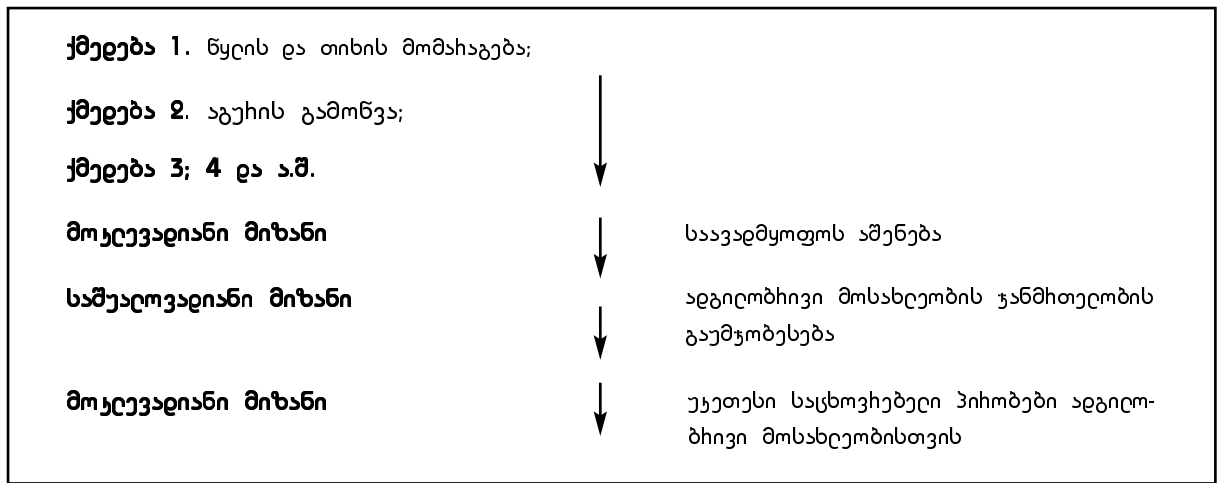 ქმედება 1. წყლის და თიხის მომარაგება;
ქმედება 2. აგურის გამოწვა;
ქმედება 3; 4 და ა.შ.
მოკლევადიანი მიზანი საავადმყოფოს აშენება
საშუალოვადიანი მიზანი ადგილობრივი მოსახლეობის ჯანმრთელობის
გაუმჯობესება
მოკლევადიანი მიზანი უკეთესი საცხოვრებელი პირობები ადგილო-
ბრივი მოსახლეობისთვის